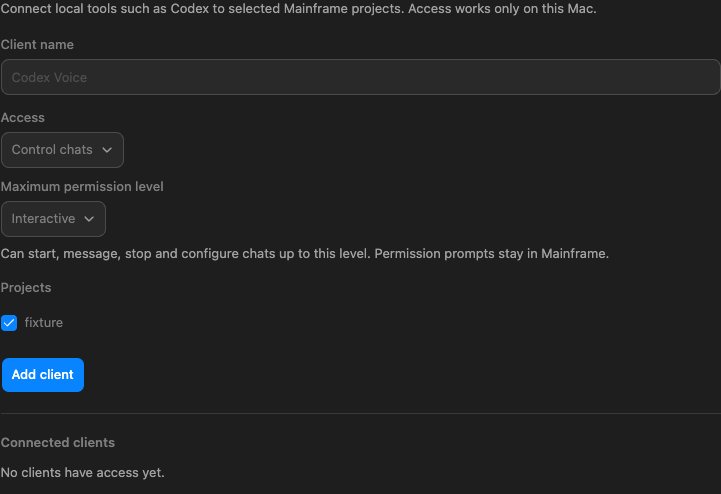 Connect local tools such as Codex to selected Mainframe projects. Access works only on this Mac.
Client name
Codex Voice
Access
Control chats
Maximum permission level
Interactive
Can start, message, stop and configure chats up to this level. Permission prompts stay in Mainframe.
Projects
fixture
Add client
Connected clients
No clients have access yet.